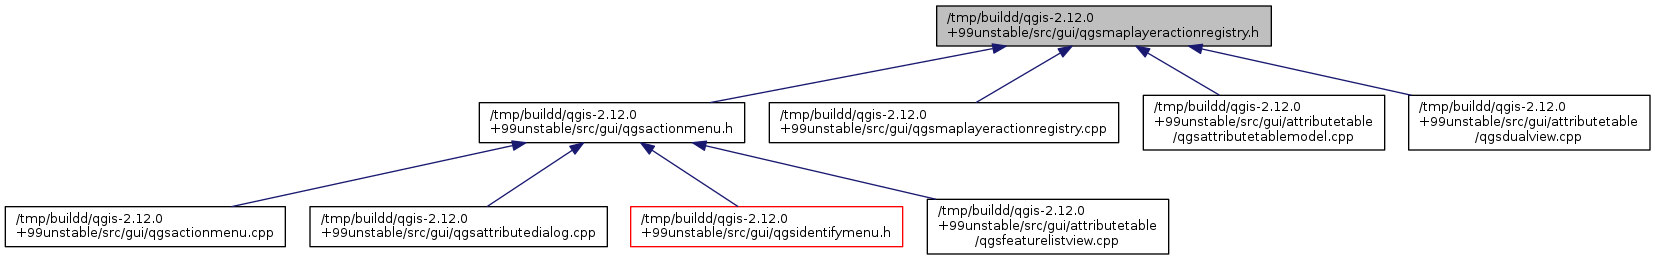 /tmp/buildd/qgis-2.12.0
+99unstable/src/gui/qgsmaplayeractionregistry.h
/tmp/buildd/qgis-2.12.0
+99unstable/src/gui/qgsactionmenu.h
/tmp/buildd/qgis-2.12.0
+99unstable/src/gui/qgsmaplayeractionregistry.cpp
/tmp/buildd/qgis-2.12.0
+99unstable/src/gui/attributetable
/qgsattributetablemodel.cpp
/tmp/buildd/qgis-2.12.0
+99unstable/src/gui/attributetable
/qgsdualview.cpp
/tmp/buildd/qgis-2.12.0
+99unstable/src/gui/qgsactionmenu.cpp
/tmp/buildd/qgis-2.12.0
+99unstable/src/gui/qgsattributedialog.cpp
/tmp/buildd/qgis-2.12.0
+99unstable/src/gui/qgsidentifymenu.h
/tmp/buildd/qgis-2.12.0
+99unstable/src/gui/attributetable
/qgsfeaturelistview.cpp